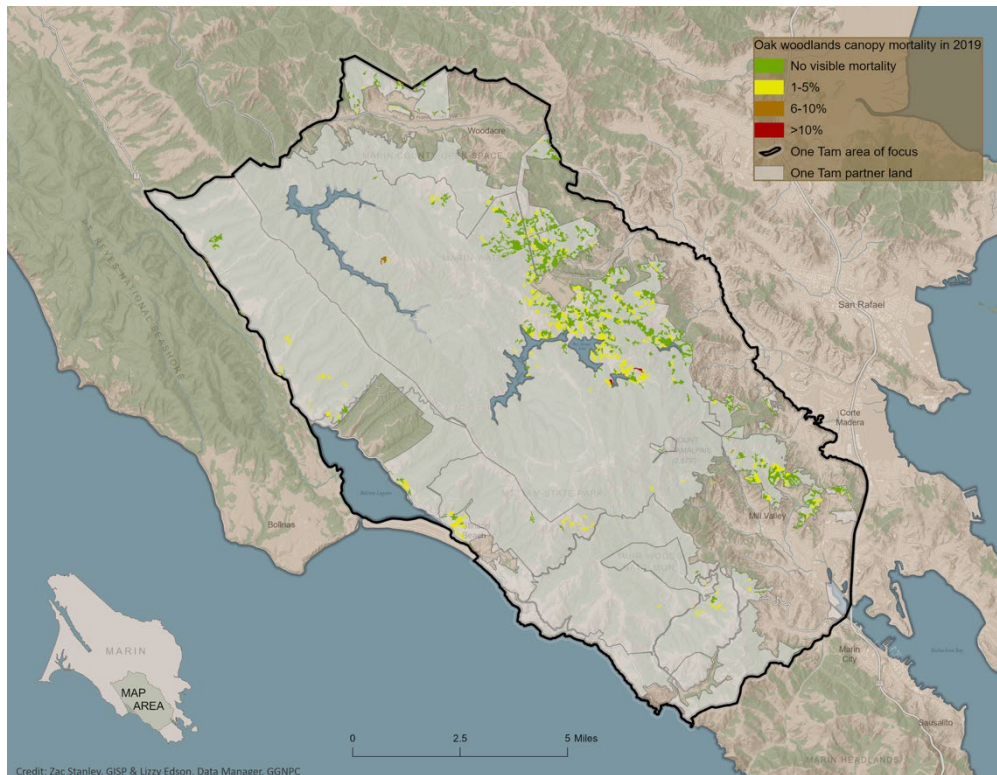 Oak woodlands canopy mortality in 2019
No visible mortality
1-5%
6-10%
>10%
One Tam area of focus
One Tam partner land
Woodacre
San Rafael
Corte
Madera
Mill Valley
Bolinas
Marin
City
Sausalito
MARIN HEADLANDS
MARIN
MAP
AREA
0
2.5
5 Miles
Credit: Zac Stanley, GISP & Lizzy Edson, Data Manager, GGNPC